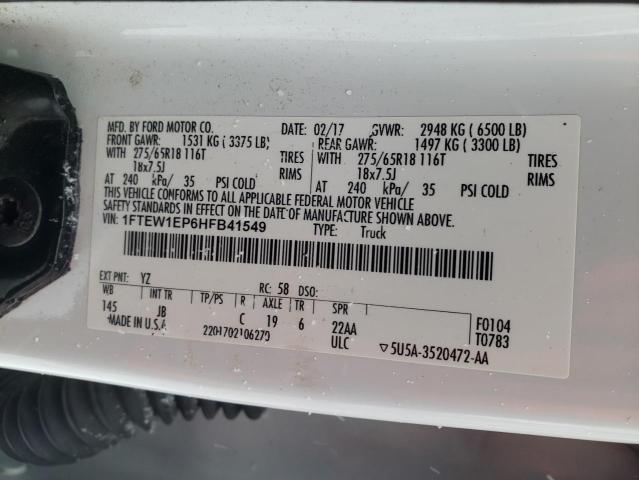 MFD. BY FORD MOTOR CO.
DATE: 02/17 GVWR: 2948 KG ( 6500 LB)
FRONT GAWR: 1531 KG ( 3375 LB) REAR GAWR: 1497 KG ( 3300 LB)
WITH 275/65R18 116T TIRES WITH 275/65R18 116T TIRES
18x7.5J RIMS 18x7.5J RIMS
AT 240 kPa/ 35 PSI COLD AT 240 kPa/ 35 PSI COLD
THIS VEHICLE CONFORMS TO ALL APPLICABLE FEDERAL MOTOR VEHICLE
SAFETY STANDARDS IN EFFECT ON THE DATE OF MANUFACTURE SHOWN ABOVE.
VIN: 1FTEW1EP6HFB41549 TYPE: Truck
EXT PNT: YZ RC: 58 DSO:
WB INT TR TP/PS R AXLE TR SPR
145 JB C 19 6 22AA F0104
MADE IN U.S.A. 2201702106270 ULC T0783
▽5U5A-3520472-AA